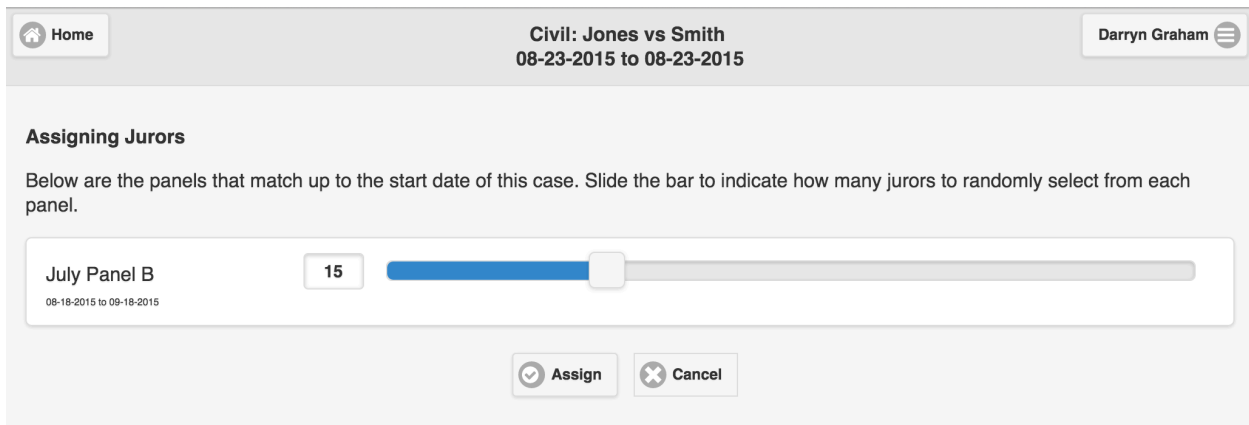 Home
Civil: Jones vs Smith
08-23-2015 to 08-23-2015
Darryn Graham
Assigning Jurors
Below are the panels that match up to the start date of this case. Slide the bar to indicate how many jurors to randomly select from each
panel.
July Panel B
15
08-18-2015 to 09-18-2015
Assign
Cancel